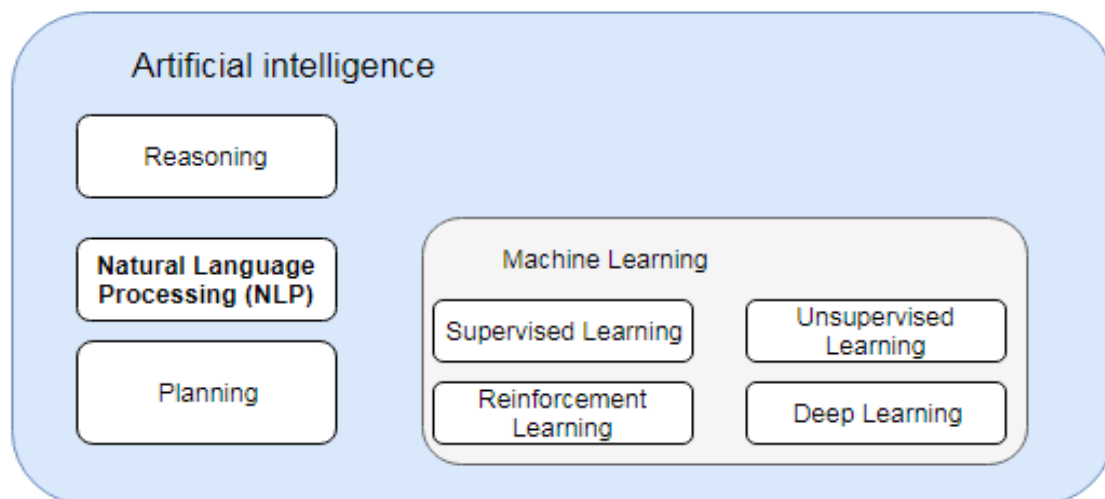 Artificial intelligence
Reasoning
Natural Language
Processing (NLP)
Planning
Machine Learning
Supervised Learning
Unsupervised
Learning
Reinforcement
Learning
Deep Learning